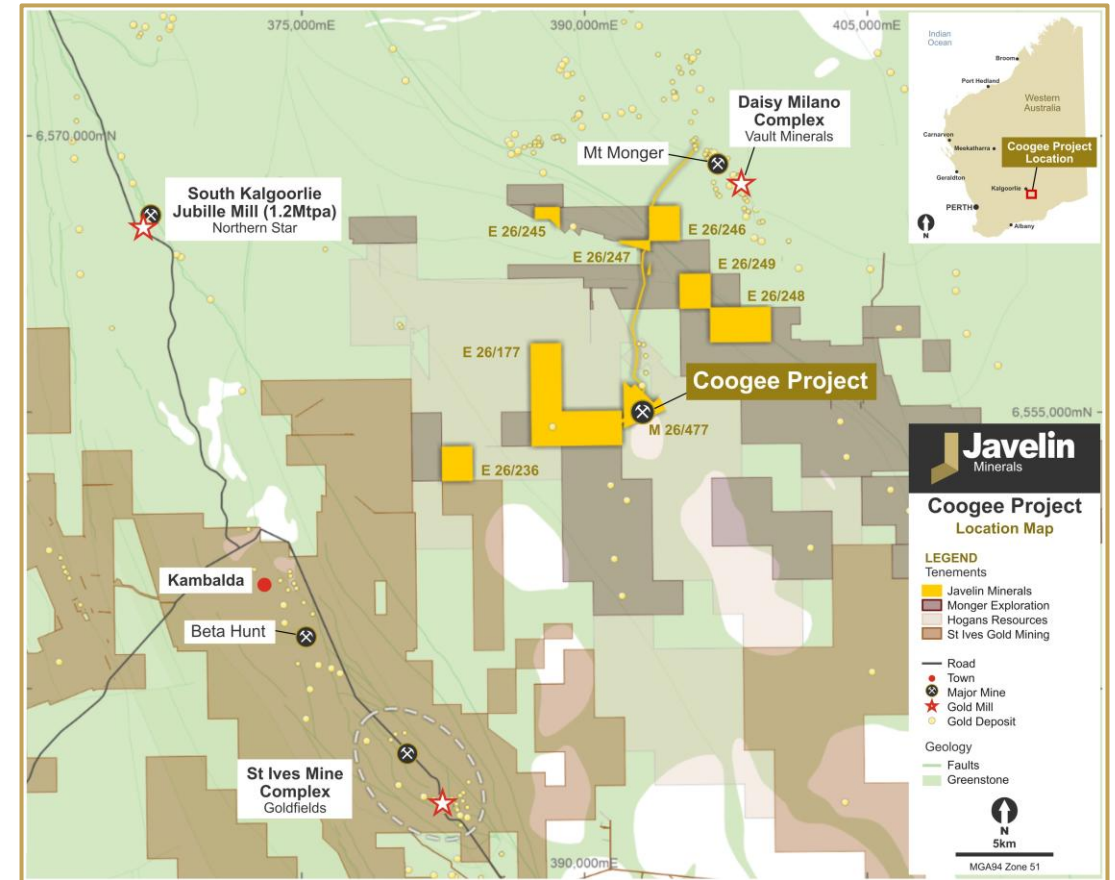 375,000mE
390,000mE
405,000mE
6,570,000mN
6,555,000mN
390,000mE
South Kalgoorlie
Jubille Mill (1.2Mtpa)
Northern Star
Mt Monger
Daisy Milano
Complex
Vault Minerals
E 26/245
E 26/246
E 26/247
E 26/249
E 26/248
E 26/177
Coogee Project
M 26/477
E 26/236
Kambalda
Beta Hunt
St Ives Mine
Complex
Goldfields
Indian
Ocean
Broom
Port Hedland
Western
Australia
Carnarvon
Meekatharra
Coogee Project
Location
Geraldton
Kalgoorlie
PERTH
Albany
N
Javelin
Minerals
Coogee Project
Location Map
LEGEND
Tenements
Javelin Minerals
Monger Exploration
Hogans Resources
St Ives Gold Mining
Road
Town
Major Mine
Gold Mill
Gold Deposit
Geology
Faults
Greenstone
N
5km
MGA94 Zone 51